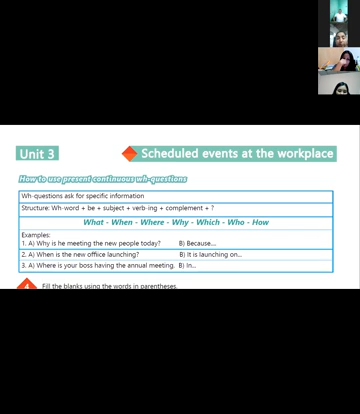 Unit 3
Scheduled events at the workplace
How to use present continuous wh-questions
Wh-questions ask for specific information
Structure: Wh-word + be + subject + verb-ing + complement + ?
What - When - Where - Why - Which - Who - How
Examples:
1. A) Why is he meeting the new people today? B) Because....
2. A) When is the new offiice launching? B) It is launching on...
3. A) Where is your boss having the annual meeting, B) In...
Fill the blanks using the words in parentheses.